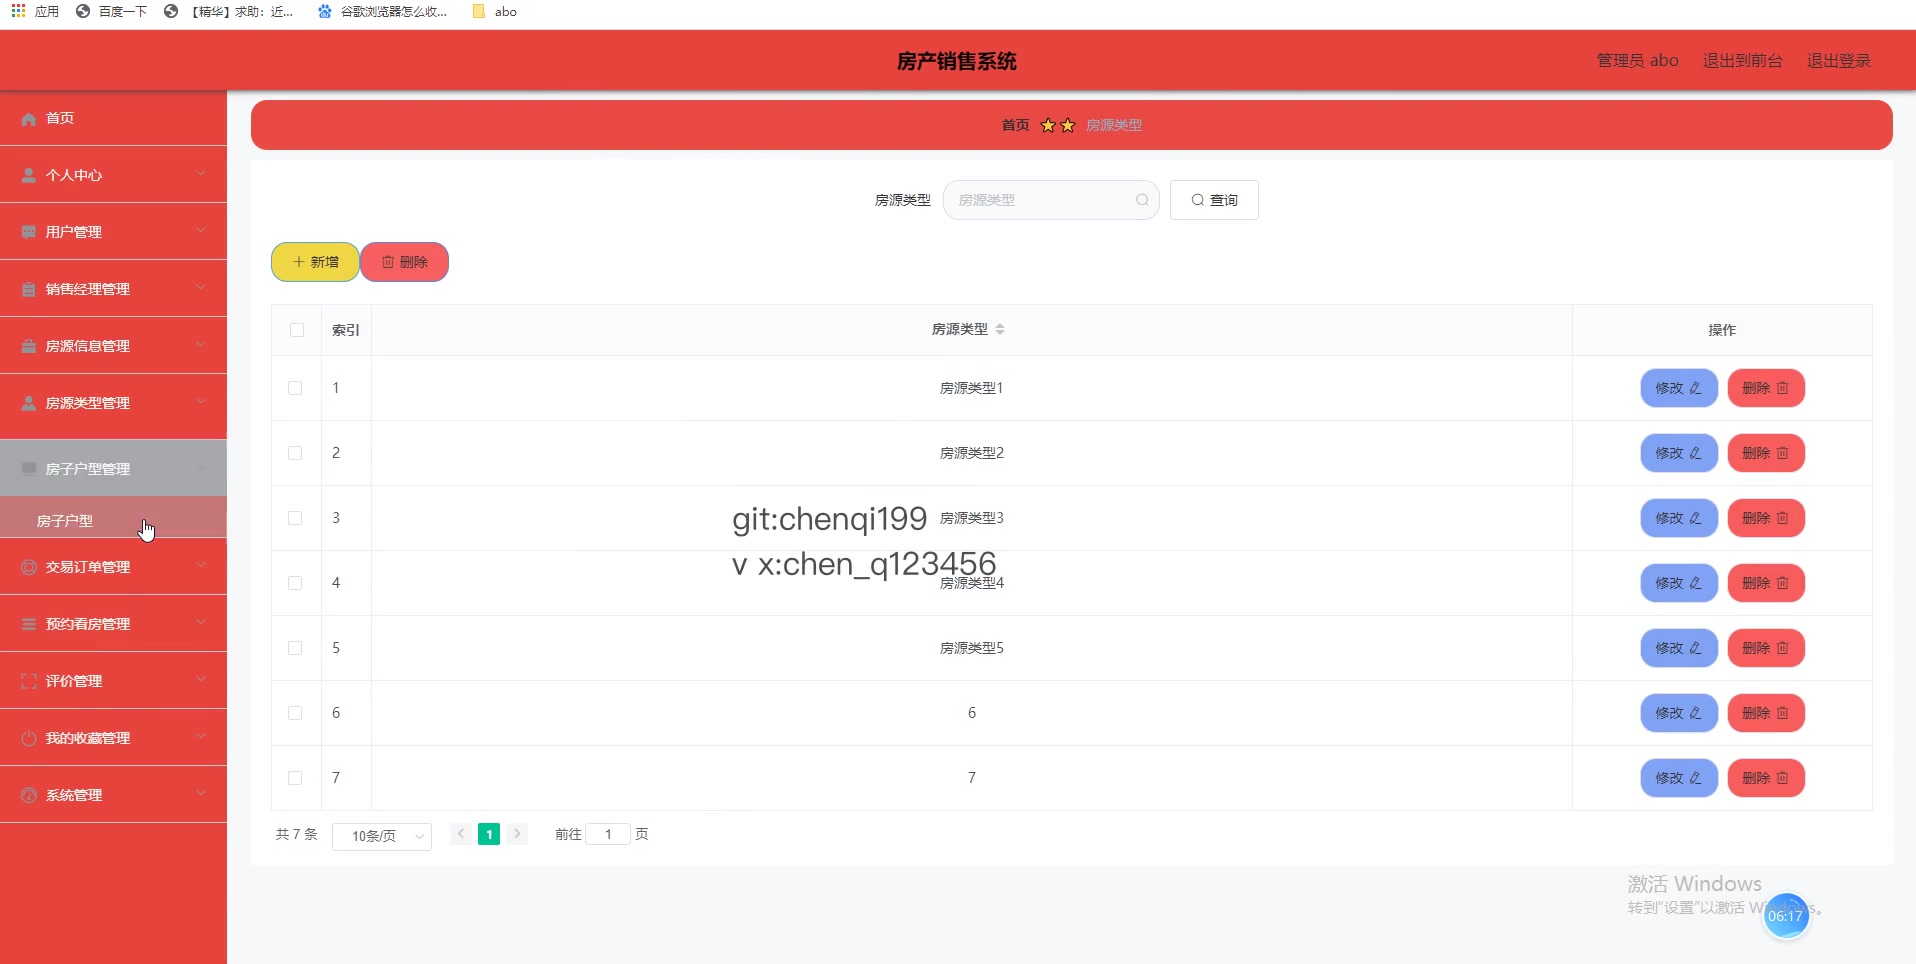 应用 百度一下 【精华】求助：近... 谷歌浏览器怎么收... abo
房产销售系统
管理员 abo 退出到前台 退出登录
首页
个人中心
用户管理
销售经理管理
房源信息管理
房源类型管理
房子户型管理
房子户型
交易订单管理
预约看房管理
评价管理
我的收藏管理
系统管理
首页 房源类型
房源类型 房源类型 查询
新增 删除
索引 房源类型 操作
1 房源类型1 修改 删除
2 房源类型2 修改 删除
3 房源类型3 修改 删除
4 房源类型4 修改 删除
5 房源类型5 修改 删除
6 6 修改 删除
7 7 修改 删除
git:chenqi199
v x:chen_q123456
共 7 条 10条/页 1 前往 1 页
激活 Windows
转到"设置"以激活 Windows。
06:17